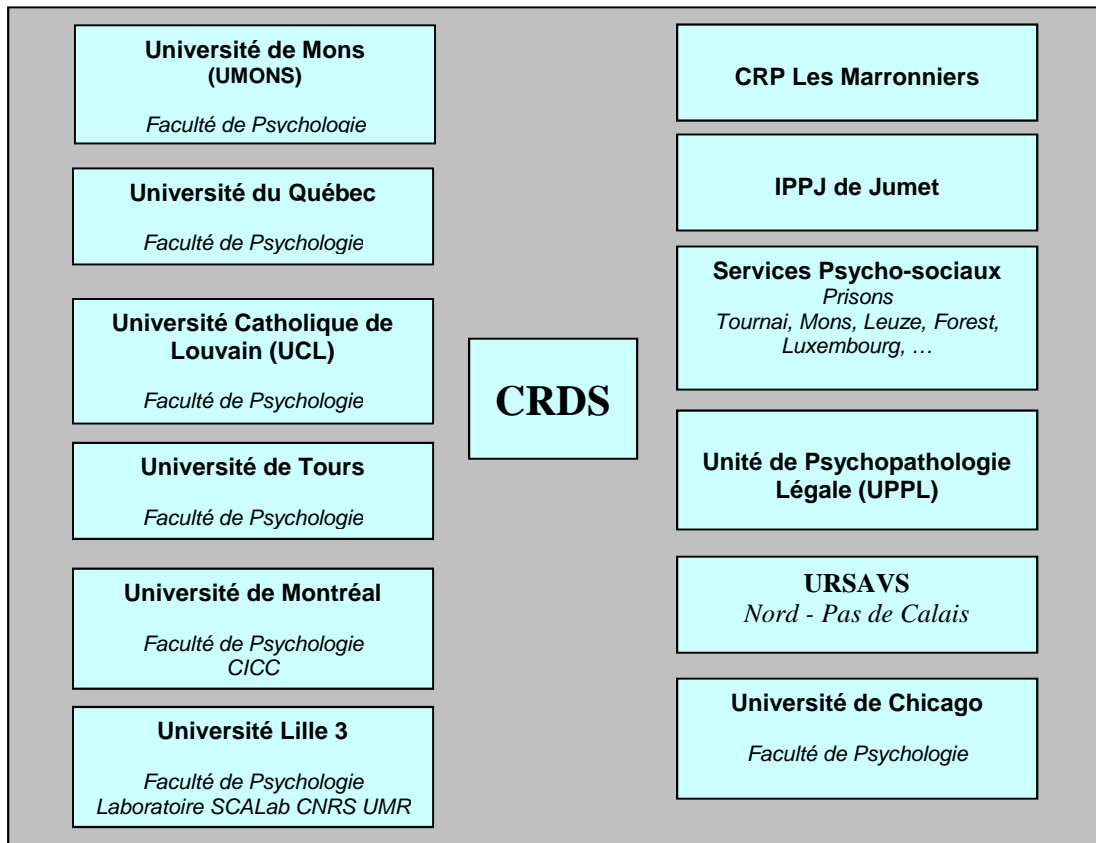 Université de Mons
(UMONS)
Faculté de Psychologie
Université du Québec
Faculté de Psychologie
Université Catholique de
Louvain (UCL)
Faculté de Psychologie
Université de Tours
Faculté de Psychologie
Université de Montréal
Faculté de Psychologie
CICC
Université Lille 3
Faculté de Psychologie
Laboratoire SCALab CNRS UMR
CRDS
CRP Les Marronniers
IPPJ de Jumet
Services Psycho-sociaux
Prisons
Tournai, Mons, Leuze, Forest,
Luxembourg, …
Unité de Psychopathologie
Légale (UPPL)
URSAVS
Nord - Pas de Calais
Université de Chicago
Faculté de Psychologie